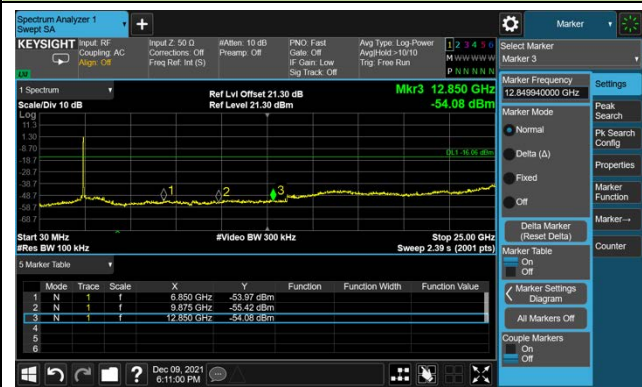 Spectrum Analyzer 1
Swept SA
Marker
KEYSIGHT
Input: RF
Coupling: AC
Align: Off
Input Z: 50 Ω
Corrections: Off
Freq Ref: Int (S)
#Atten: 10 dB
Preamp: Off
PNO: Fast
Gate: Off
IF Gain: Low
Sig Track: Off
Avg Type: Log-Power
Avg|Hold:>10/10
Trig: Free Run
1 2 3 4 5 6
M W W W W W
P N N N N N
Select Marker
Marker 3
1 Spectrum
Scale/Div 10 dB
Ref Lvl Offset 21.30 dB
Ref Level 21.30 dBm
Mkr3 12.850 GHz
-54.08 dBm
Log
11.3
1.30
-8.70
-18.7
-28.7
-38.7
-48.7
-58.7
-68.7
1
2
3
Start 30 MHz
#Res BW 100 kHz
#Video BW 300 kHz
Stop 25.00 GHz
Sweep 2.39 s (2001 pts)
5 Marker Table
Mode Trace Scale X Y Function Function Width Function Value
1 N 1 f 6.850 GHz -53.97 dBm
2 N 1 f 9.875 GHz -55.42 dBm
3 N 1 f 12.850 GHz -54.08 dBm
4
5
6
Dec 09, 2021
6:11:00 PM
Marker Frequency
12.849940000 GHz
Marker Mode
Normal
Delta (Δ)
Fixed
Off
Delta Marker
(Reset Delta)
Marker Table
On
Off
Marker Settings
Diagram
All Markers Off
Couple Markers
On
Off
Settings
Peak
Search
Pk Search
Config
Properties
Marker
Function
Marker→
Counter